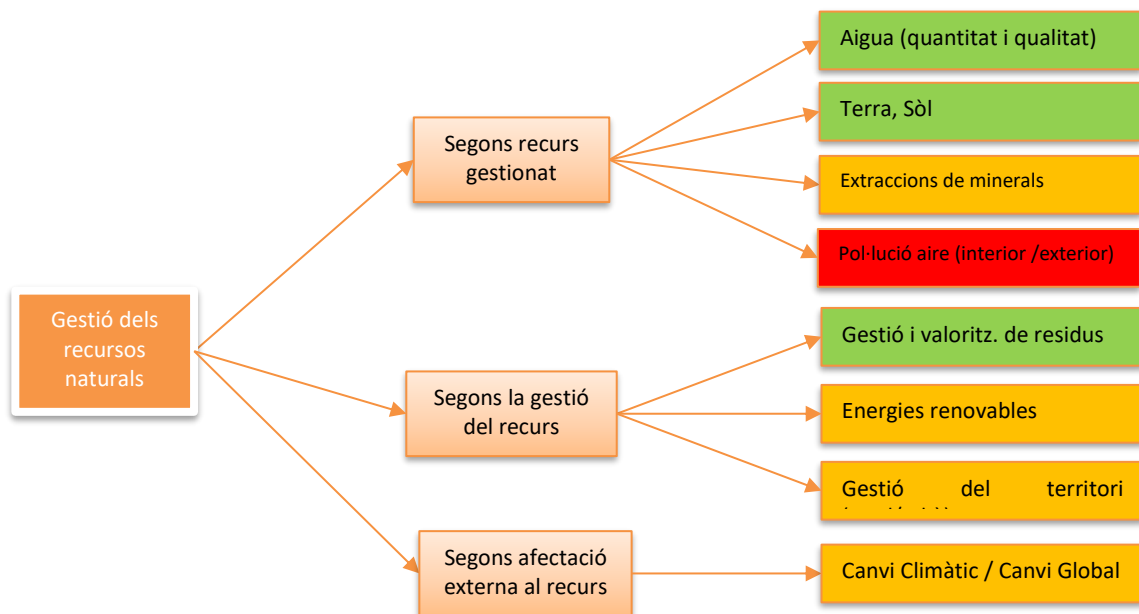 Gestió dels
recursos
naturals
Segons recurs
gestionat
Segons la gestió
del recurs
Segons afectació
externa al recurs
Aigua (quantitat i qualitat)
Terra, Sòl
Extraccions de minerals
Pol·lució aire (interior /exterior)
Gestió i valoritz. de residus
Energies renovables
Gestió del territori
Canvi Climàtic / Canvi Global